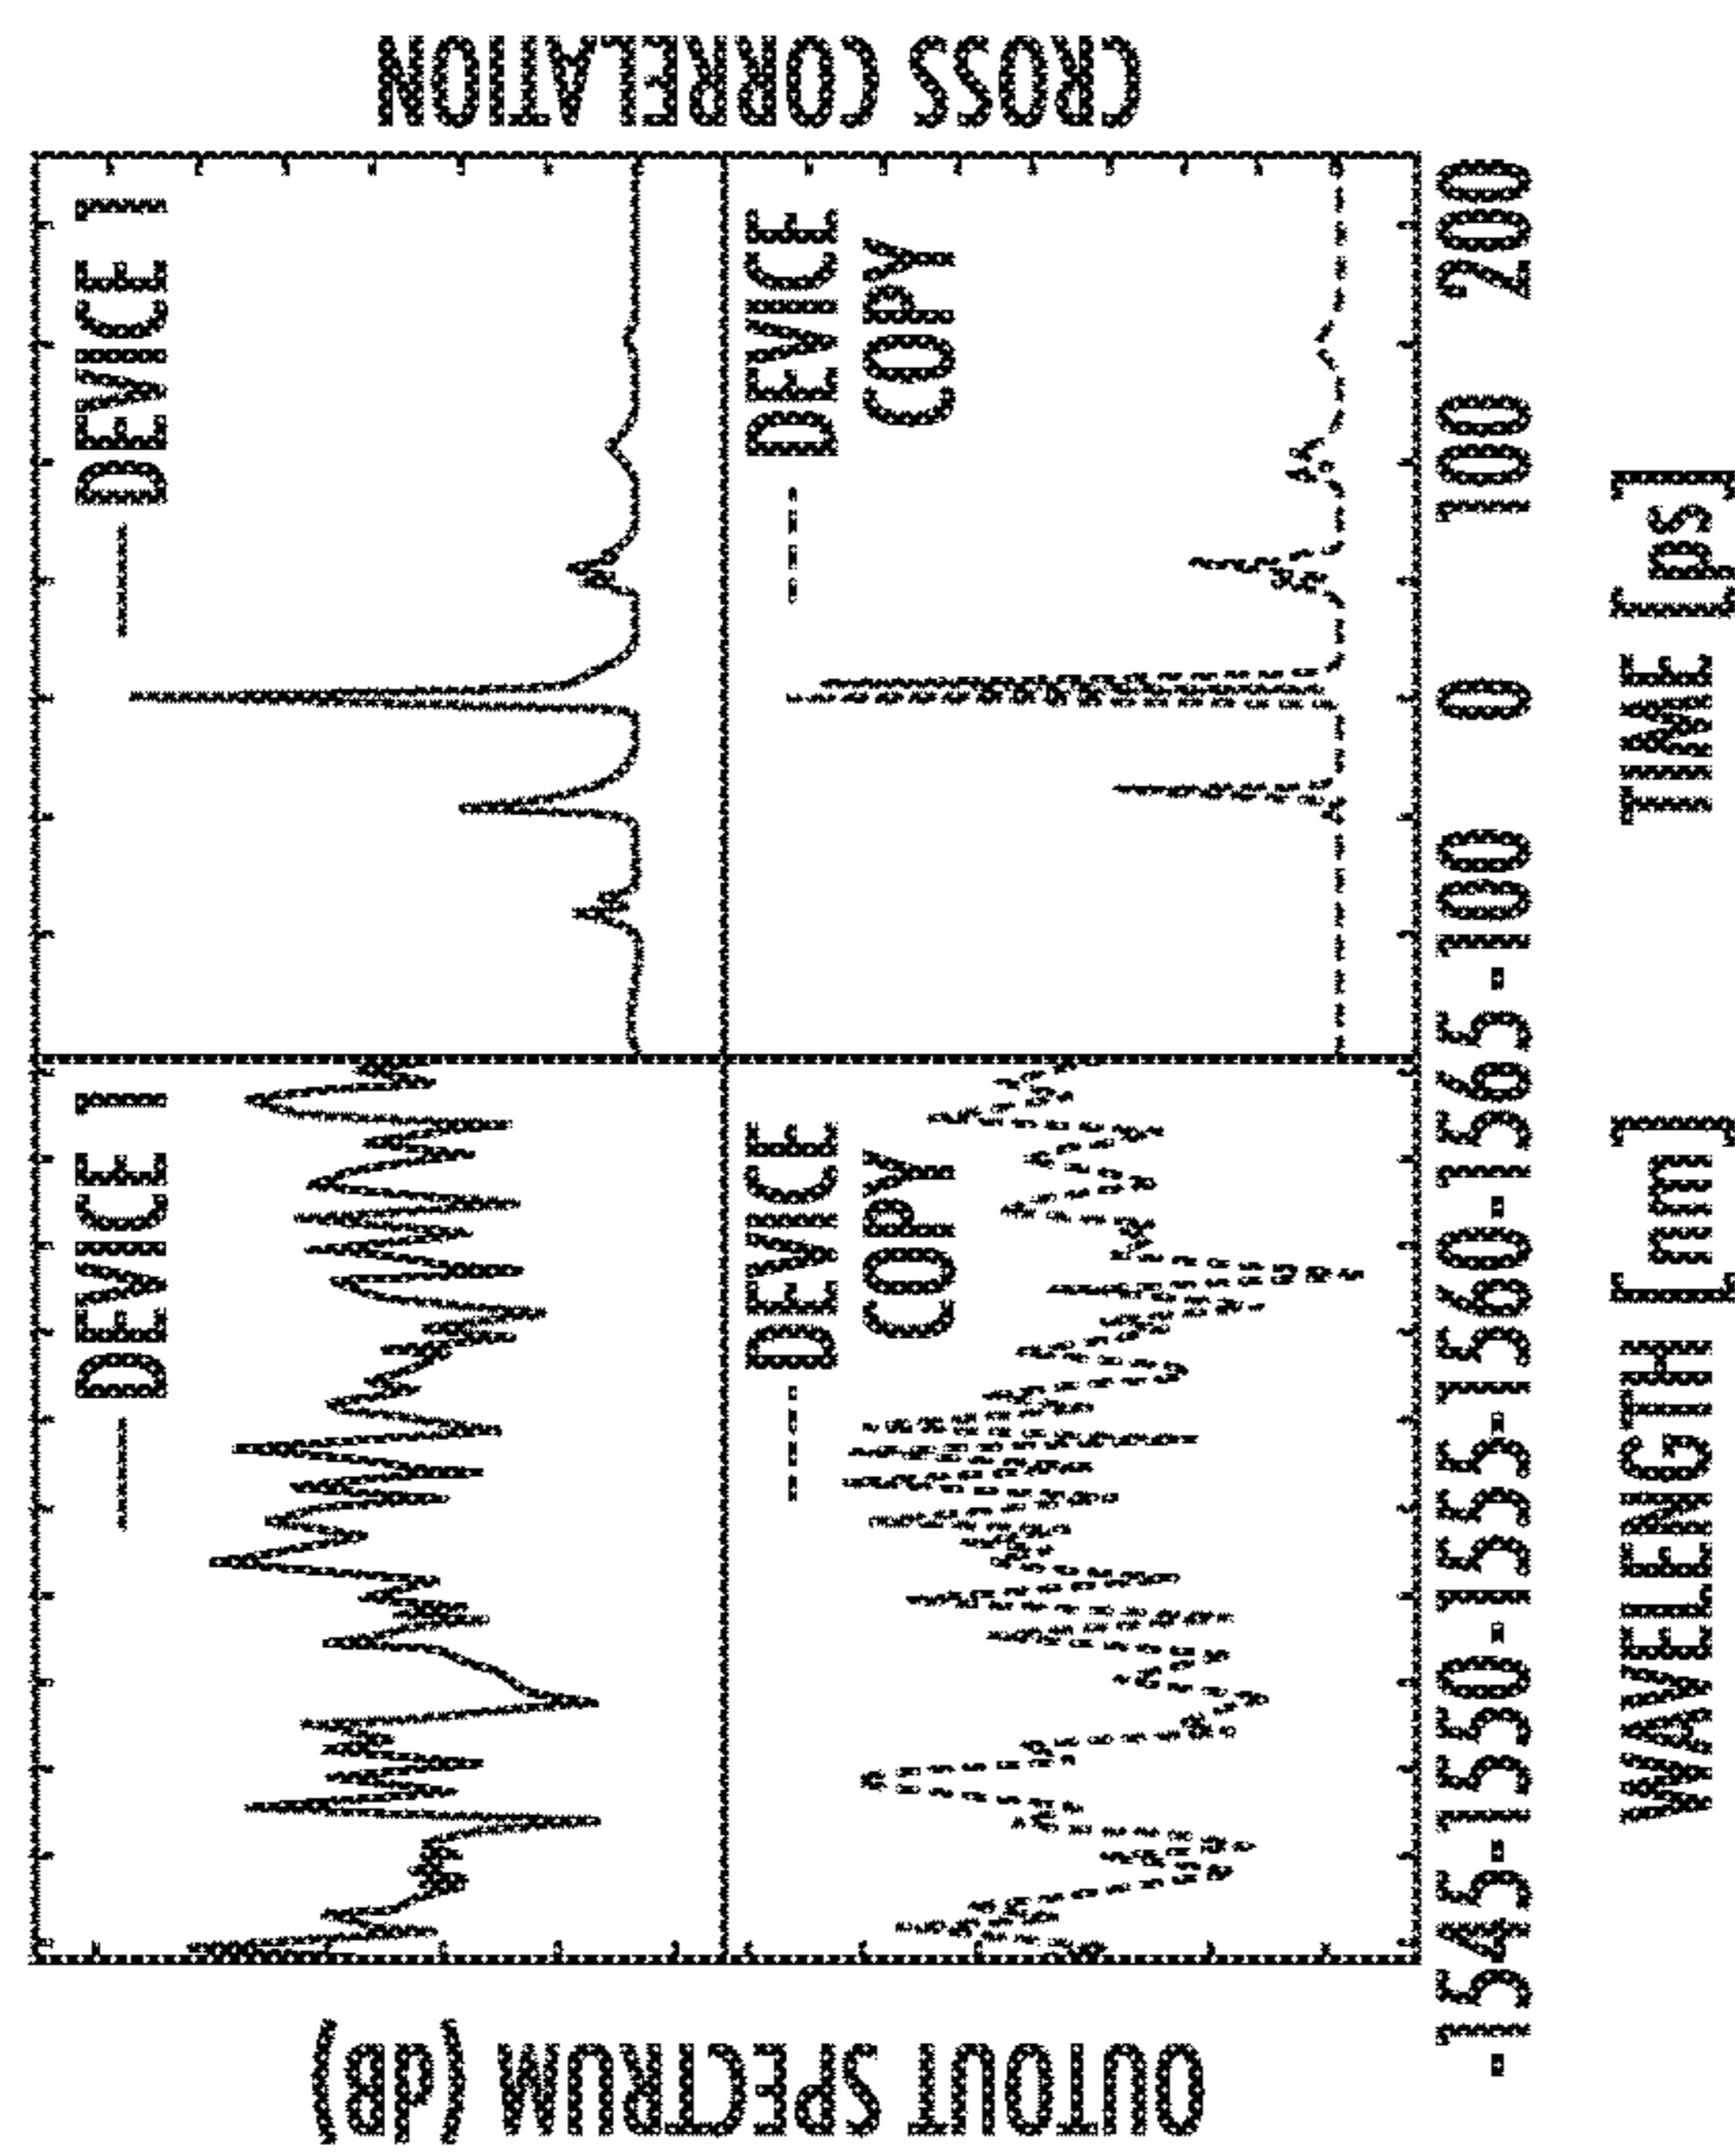 OUTOUT SPECTRUM (dB)
DEVICE 1
DEVICE 1
CROSS CORRELATION
DEVICE
COPY
DEVICE
COPY
-1545-1550-1555-1560-1565-100 0 100 200
WAVELENGTH [nm]
TIME [ps]